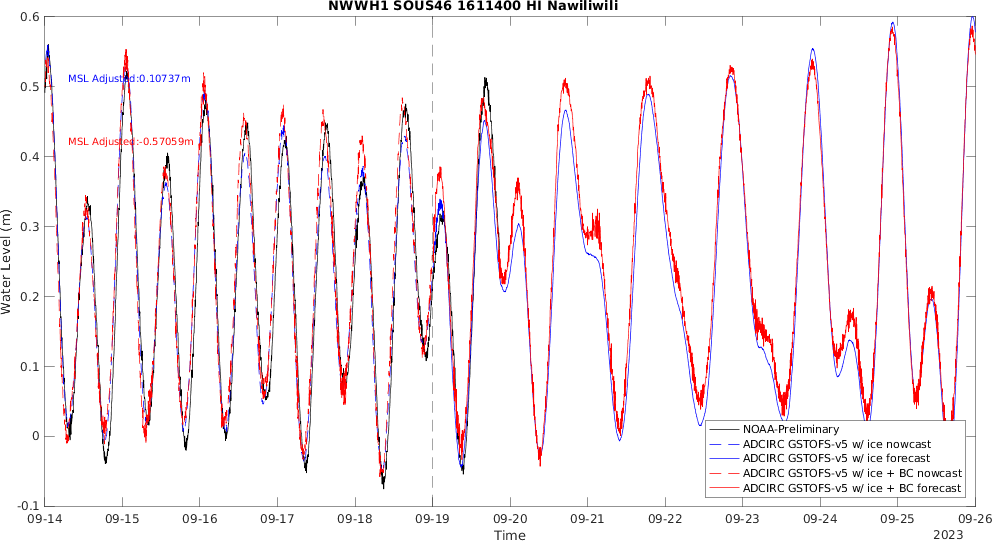 NWWH1 SOUS46 1611400 HI Nawiliwili
0.6
0.5
0.4
0.3
0.2
0.1
0
-0.1
Water Level (m)
MSL Adjusted:0.10737m
MSL Adjusted:-0.57059m
NOAA-Preliminary
ADCIRC GSTOFS-v5 w/ ice nowcast
ADCIRC GSTOFS-v5 w/ ice forecast
ADCIRC GSTOFS-v5 w/ ice + BC nowcast
ADCIRC GSTOFS-v5 w/ ice + BC forecast
09-14 09-15 09-16 09-17 09-18 09-19 09-20 09-21 09-22 09-23 09-24 09-25 09-26
Time
2023